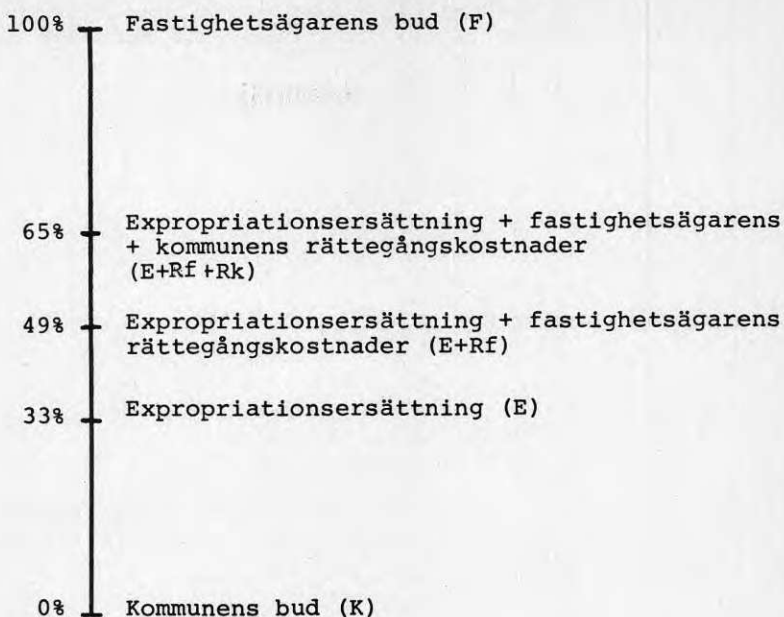 100% Fastighetsägarens bud (F)
65% Expropriationsersättning + fastighetsägarens
+ kommunens rättegångskostnader
(E+Rf+Rk)
49% Expropriationsersättning + fastighetsägarens
rättegångskostnader (E+Rf)
33% Expropriationsersättning (E)
0% Kommunens bud (K)